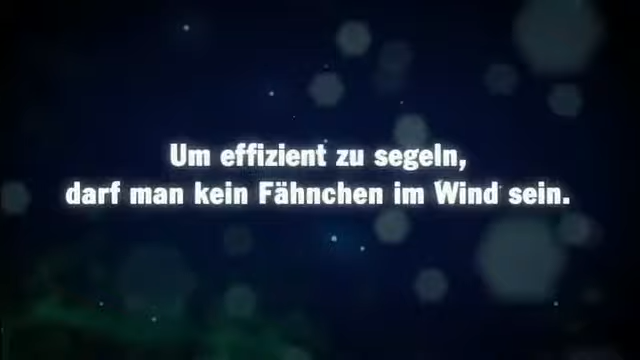 Um effizient zu segeln,
darf man kein Fähnchen im Wind sein.